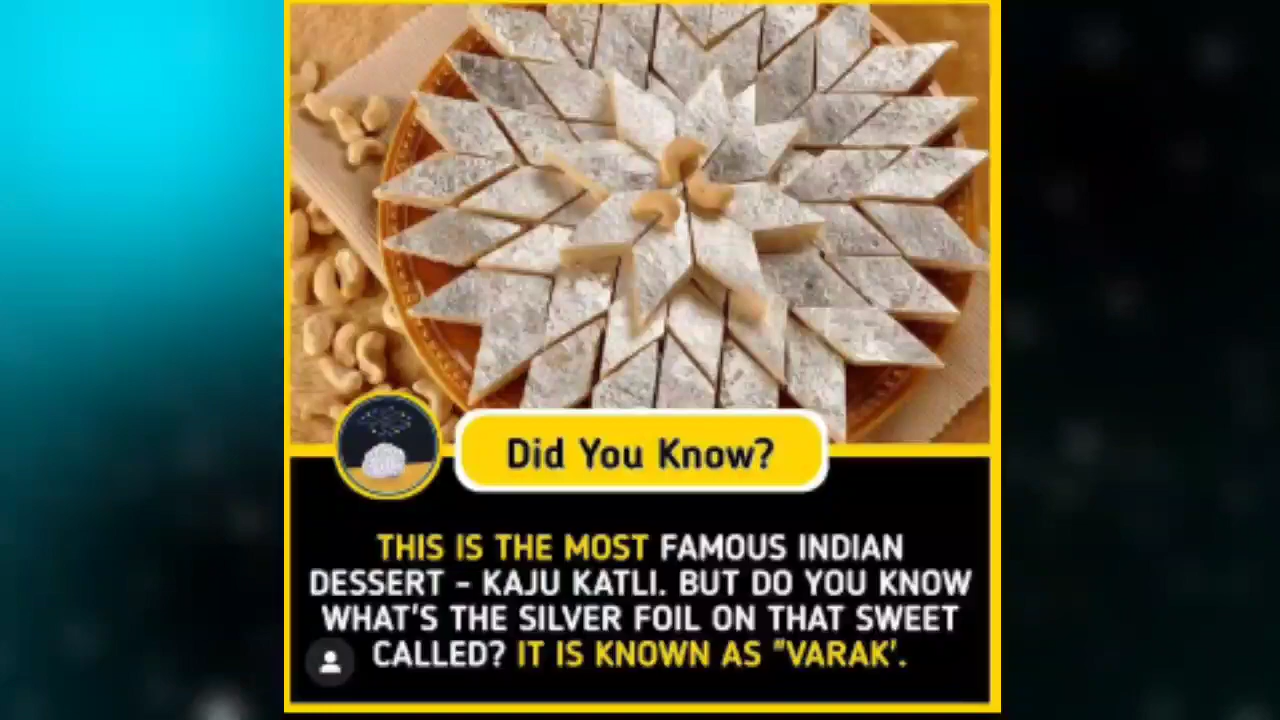 Did You Know?
THIS IS THE MOST FAMOUS INDIAN
DESSERT - KAJU KATLI. BUT DO YOU KNOW
WHAT'S THE SILVER FOIL ON THAT SWEET
CALLED? IT IS KNOWN AS "VARAK'.